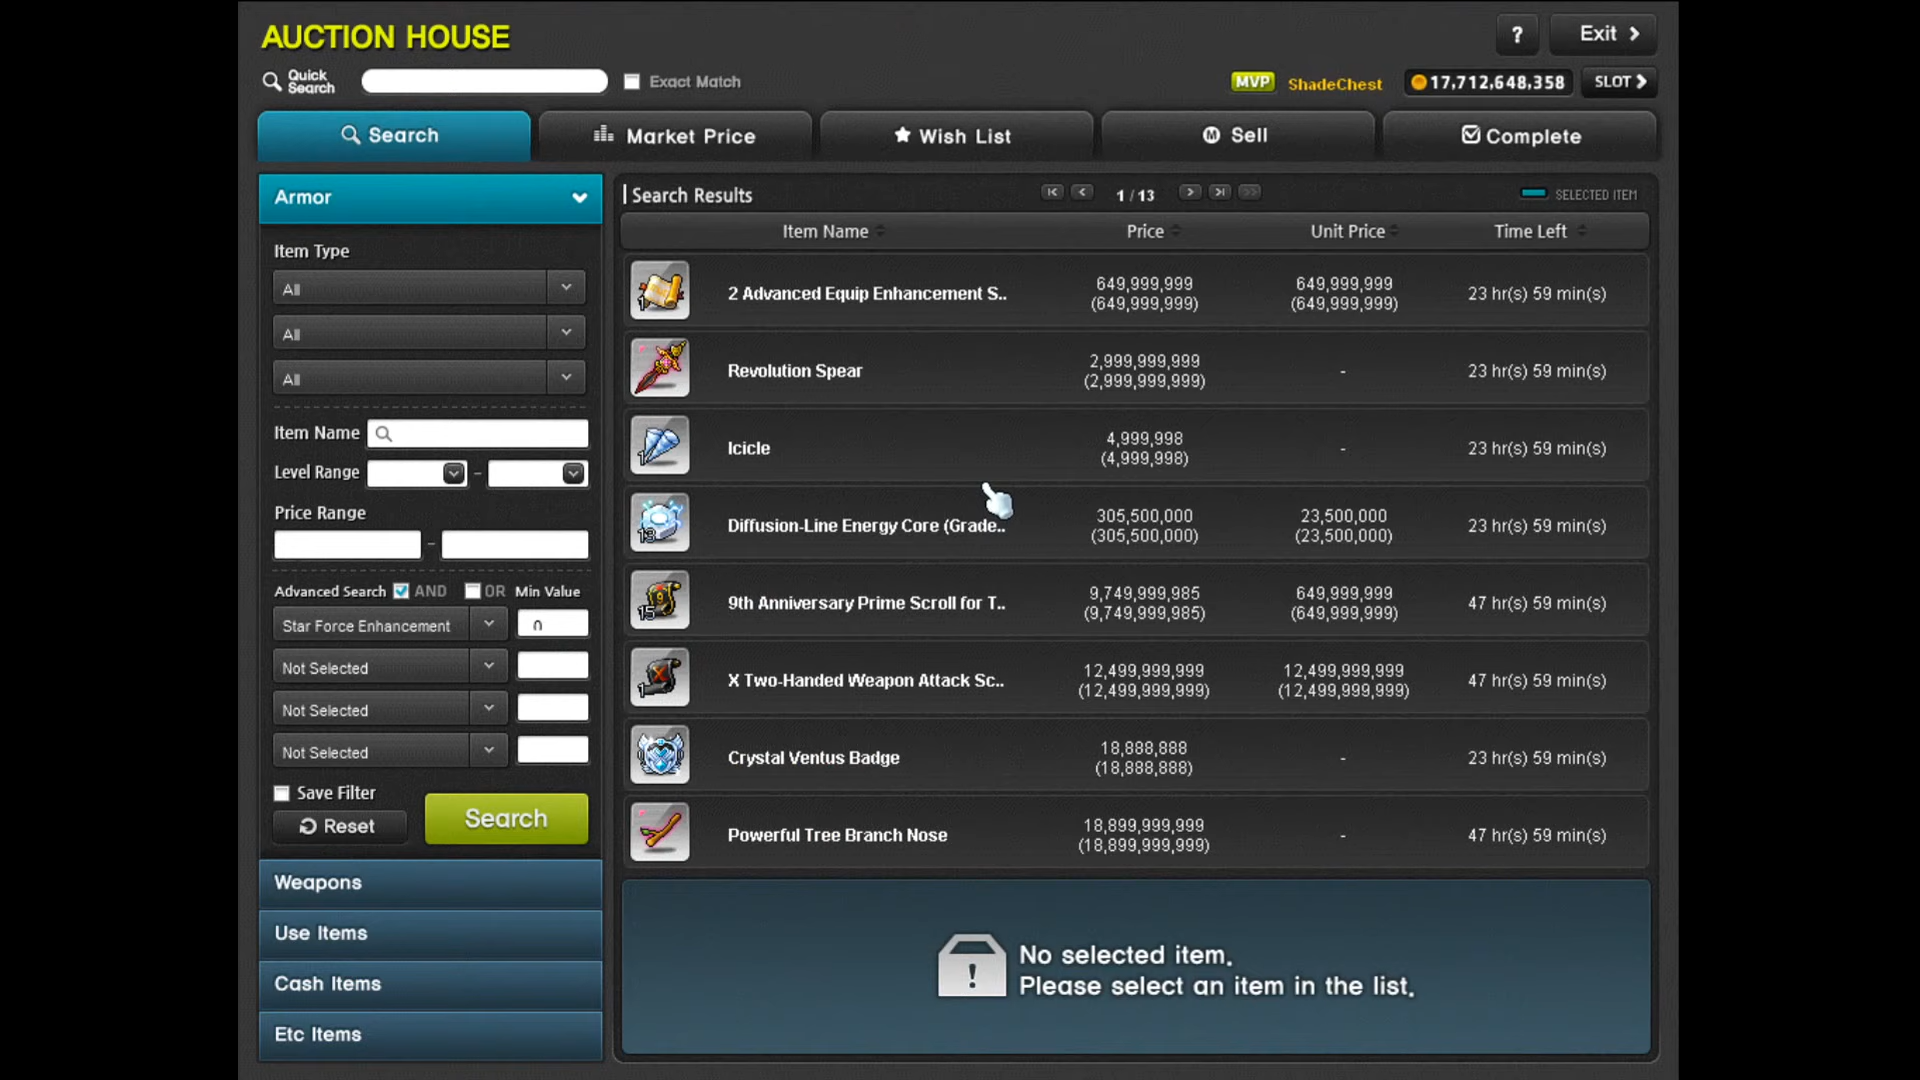 AUCTION HOUSE
?
Exit
Quick
Search
Exact Match
MVP
ShadeChest
17,712,648,358
SLOT
Search
Market Price
Wish List
Sell
Complete
Armor
Item Type
All
All
All
Item Name
Level Range
-
Price Range
-
Advanced Search AND OR Min Value
Star Force Enhancement 0
Not Selected
Not Selected
Not Selected
Save Filter
Reset
Search
Weapons
Use Items
Cash Items
Etc Items
Search Results
1 / 13
SELECTED ITEM
Item Name Price Unit Price Time Left
1 2 Advanced Equip Enhancement S.. 649,999,999 (649,999,999) 649,999,999 (649,999,999) 23 hr(s) 59 min(s)
Revolution Spear 2,999,999,999 (2,999,999,999) - 23 hr(s) 59 min(s)
1 Icicle 4,999,998 (4,999,998) - 23 hr(s) 59 min(s)
13 Diffusion-Line Energy Core (Grade.. 305,500,000 (305,500,000) 23,500,000 (23,500,000) 23 hr(s) 59 min(s)
15 9th Anniversary Prime Scroll for T.. 9,749,999,985 (9,749,999,985) 649,999,999 (649,999,999) 47 hr(s) 59 min(s)
1 X Two-Handed Weapon Attack Sc.. 12,499,999,999 (12,499,999,999) 12,499,999,999 (12,499,999,999) 47 hr(s) 59 min(s)
Crystal Ventus Badge 18,888,888 (18,888,888) - 23 hr(s) 59 min(s)
Powerful Tree Branch Nose 18,899,999,999 (18,899,999,999) - 47 hr(s) 59 min(s)
No selected item.
Please select an item in the list.